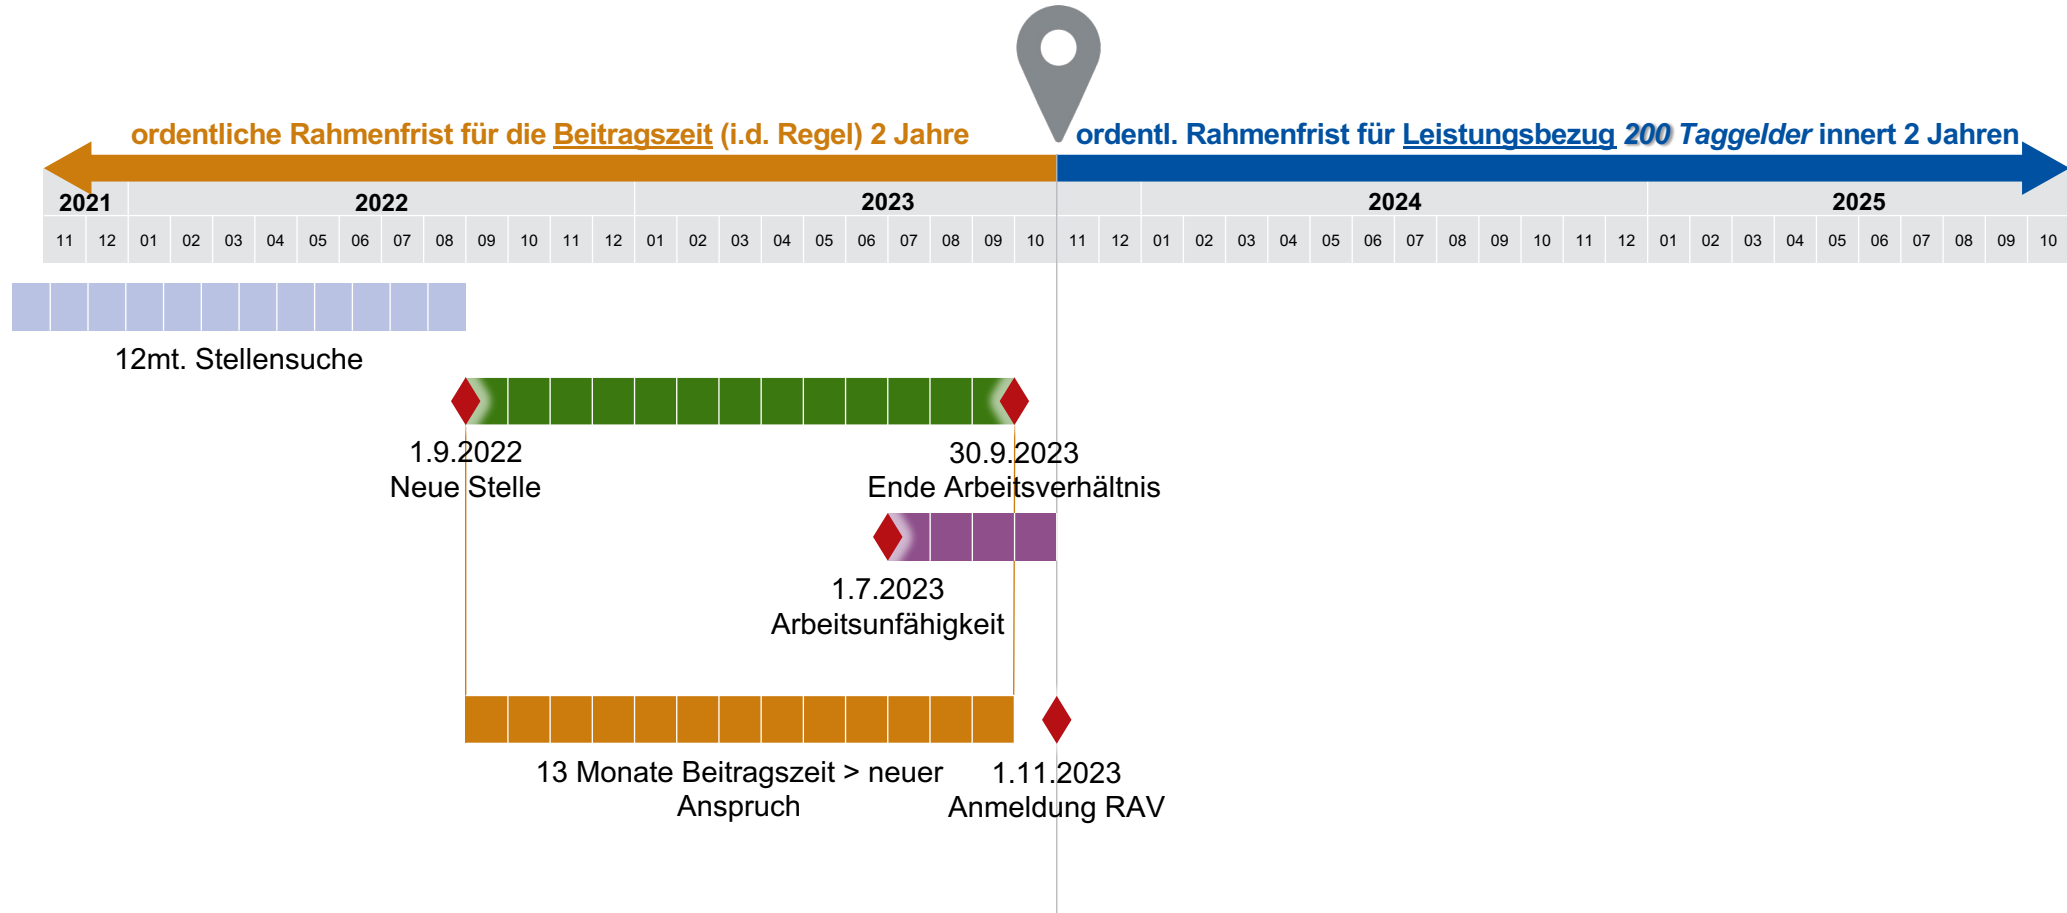 ordentliche Rahmenfrist für die Beitragszeit (i.d. Regel) 2 Jahre
ordentl. Rahmenfrist für Leistungsbezug 200 Taggelder innert 2 Jahren
2021 2022 2023 2024 2025
11 12 01 02 03 04 05 06 07 08 09 10 11 12 01 02 03 04 05 06 07 08 09 10 11 12 01 02 03 04 05 06 07 08 09 10 11 12 01 02 03 04 05 06 07 08 09 10
12mt. Stellensuche
1.9.2022
Neue Stelle
30.9.2023
Ende Arbeitsverhältnis
1.7.2023
Arbeitsunfähigkeit
13 Monate Beitragszeit > neuer
Anspruch
1.11.2023
Anmeldung RAV